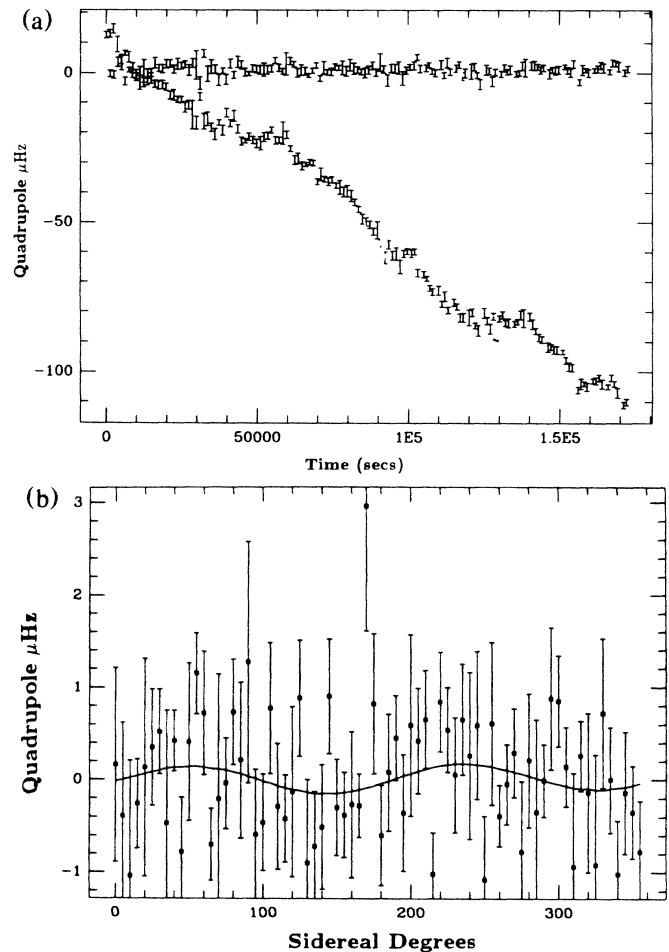 (a)
Quadrupole μHz
0
−50
−100
0
50000
1E5
1.5E5
Time (secs)
(b)
Quadrupole μHz
3
2
1
0
−1
0
100
200
300
Sidereal Degrees